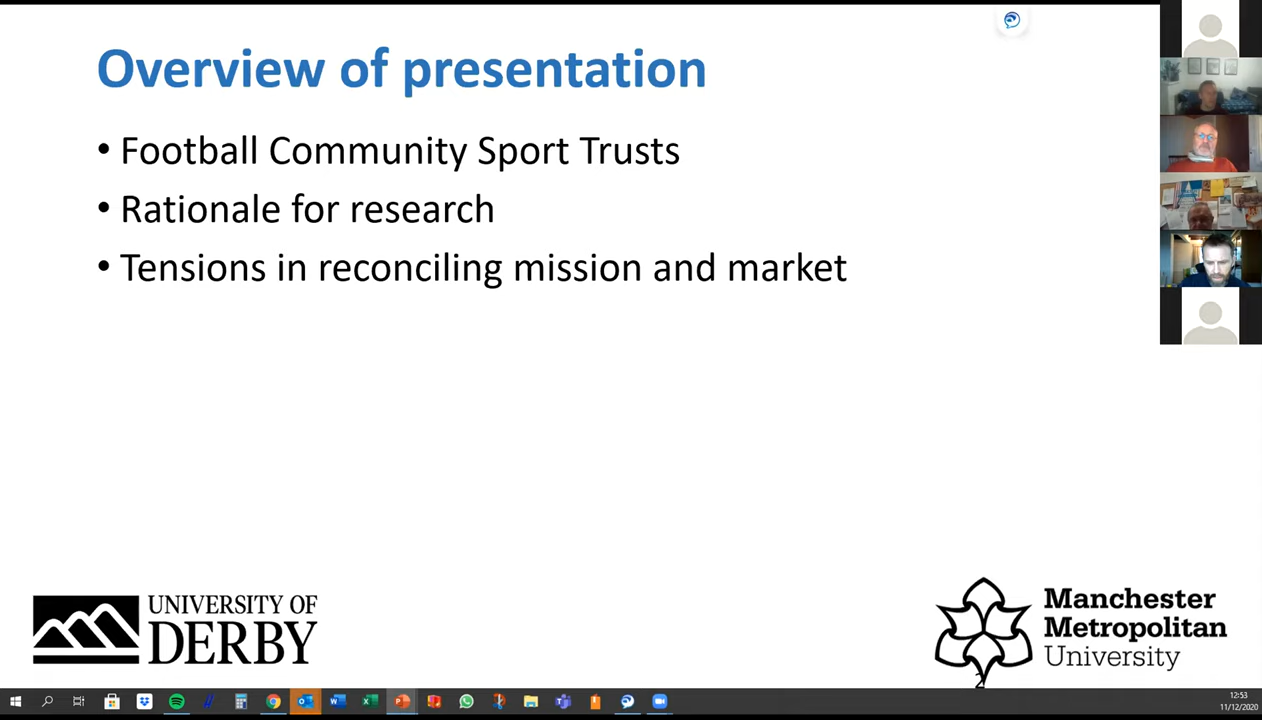 Overview of presentation
• Football Community Sport Trusts
• Rationale for research
• Tensions in reconciling mission and market
UNIVERSITY OF
DERBY
Manchester
Metropolitan
University
12:53
11/12/2020